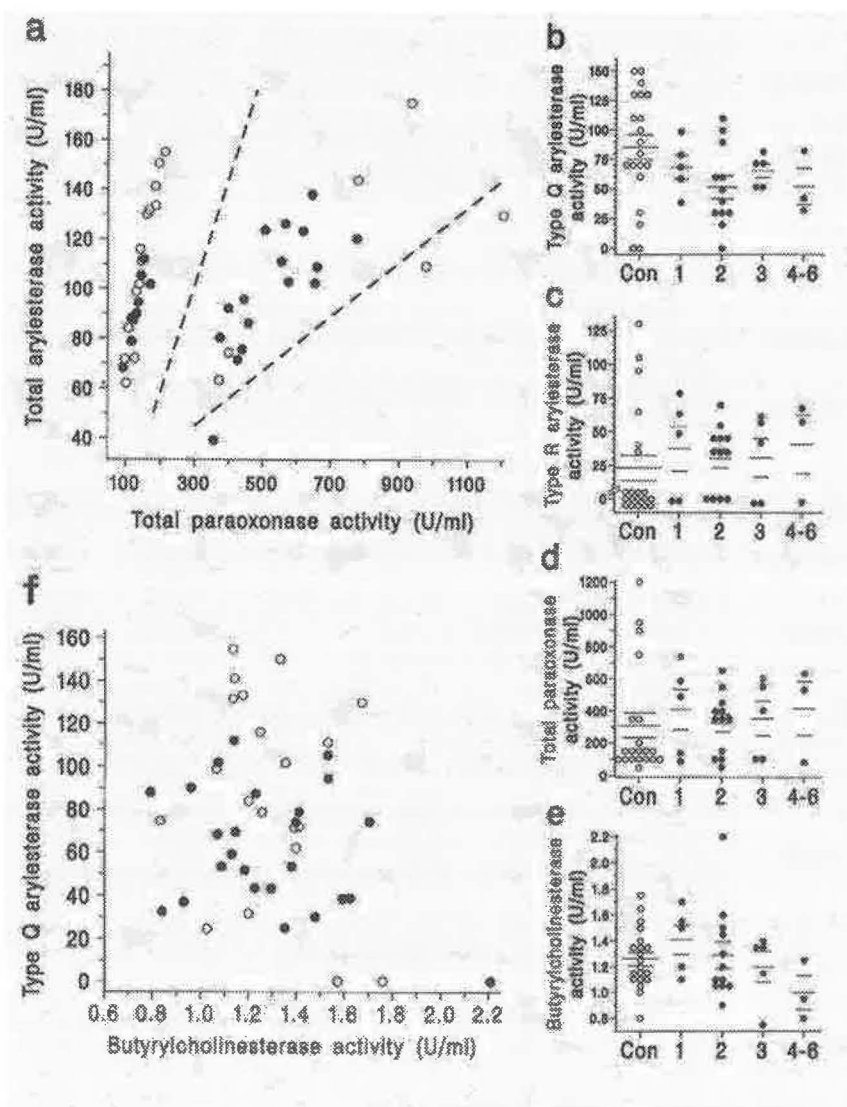 a
Total arylesterase activity (U/ml)
180
160
140
120
100
80
60
40
100 300 500 700 900 1100
Total paraoxonase activity (U/ml)
b
Type Q arylesterase
activity (U/ml)
150
125
100
75
50
25
0
Con 1 2 3 4-6
c
Type R arylesterase
activity (U/ml)
125
75
25
0
Con 1 2 3 4-6
d
Total paraoxonase
activity (U/ml)
1200
1000
800
600
400
200
0
Con 1 2 3 4-6
e
Butyrylcholinesterase
activity (U/ml)
2.2
2.0
1.8
1.6
1.4
1.2
1.0
0.8
Con 1 2 3 4-6
f
Type Q arylesterase activity (U/ml)
160
140
120
100
80
60
40
20
0
0.6 0.8 1.0 1.2 1.4 1.6 1.8 2.0 2.2
Butyrylcholinesterase activity (U/ml)